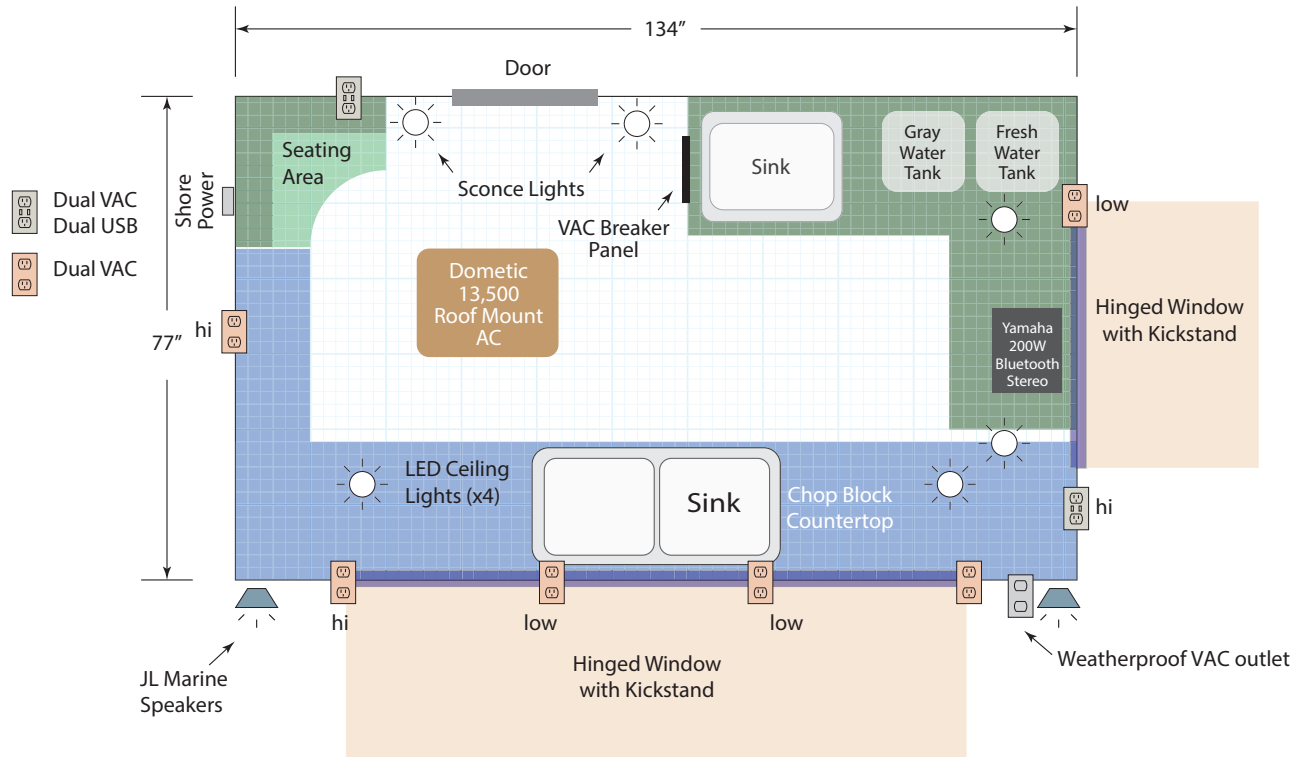 134”
Door
Seating
Area
Sconce Lights
VAC Breaker
Panel
Sink
Gray
Water
Tank
Fresh
Water
Tank
Dual VAC
Dual USB
Dual VAC
Shore
Power
low
hi
77”
Dometic
13,500
Roof Mount
AC
Yamaha
200W
Bluetooth
Stereo
Hinged Window
with Kickstand
LED Ceiling
Lights (x4)
Sink
Chop Block
Countertop
hi
hi
low
low
JL Marine
Speakers
Hinged Window
with Kickstand
Weatherproof VAC outlet